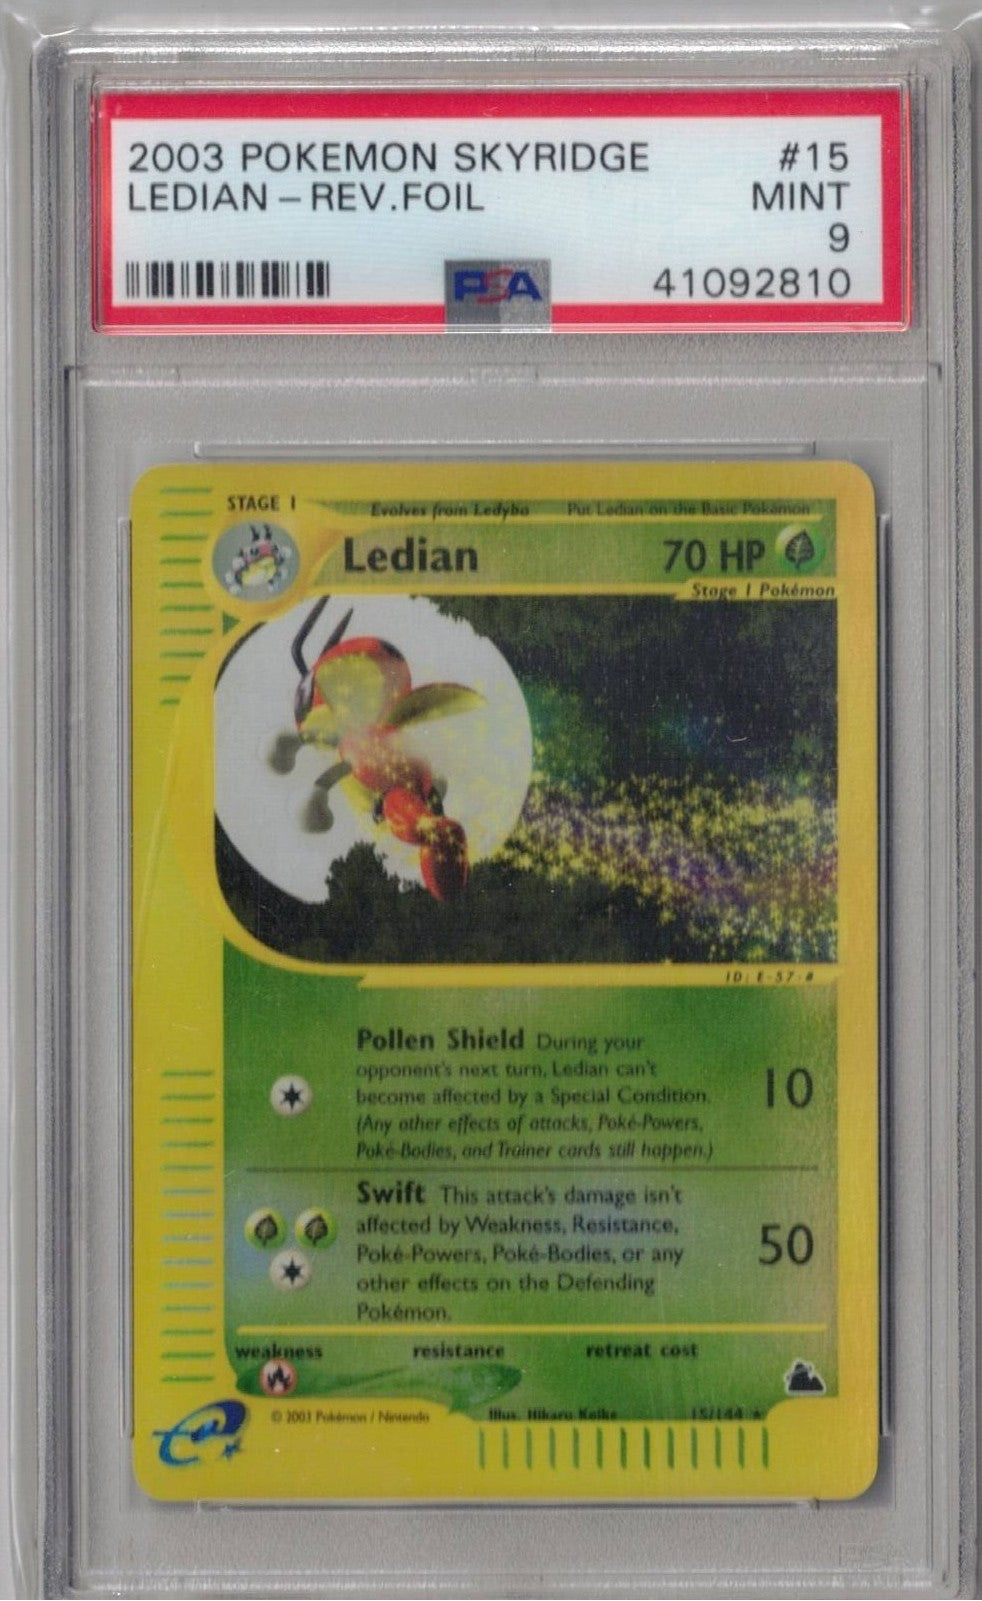 2003 POKEMON SKYRIDGE #15
LEDIAN - REV.FOIL MINT
9
PSA 41092810
STAGE 1 Evolves from Ledyba Put Ledian on the Basic Pokémon
Ledian 70 HP
Stage 1 Pokémon
ID: E-57-#
Pollen Shield During your
opponent's next turn, Ledian can't
become affected by a Special Condition.
(Any other effects of attacks, Poké-Powers,
Poké-Bodies, and Trainer cards still happen.)
10
Swift This attack's damage isn't
affected by Weakness, Resistance,
Poké-Powers, Poké-Bodies, or any
other effects on the Defending
Pokémon.
50
weakness resistance retreat cost
© 2003 Pokémon / Nintendo Illus. Hikaru Koike 15/144 ★
e